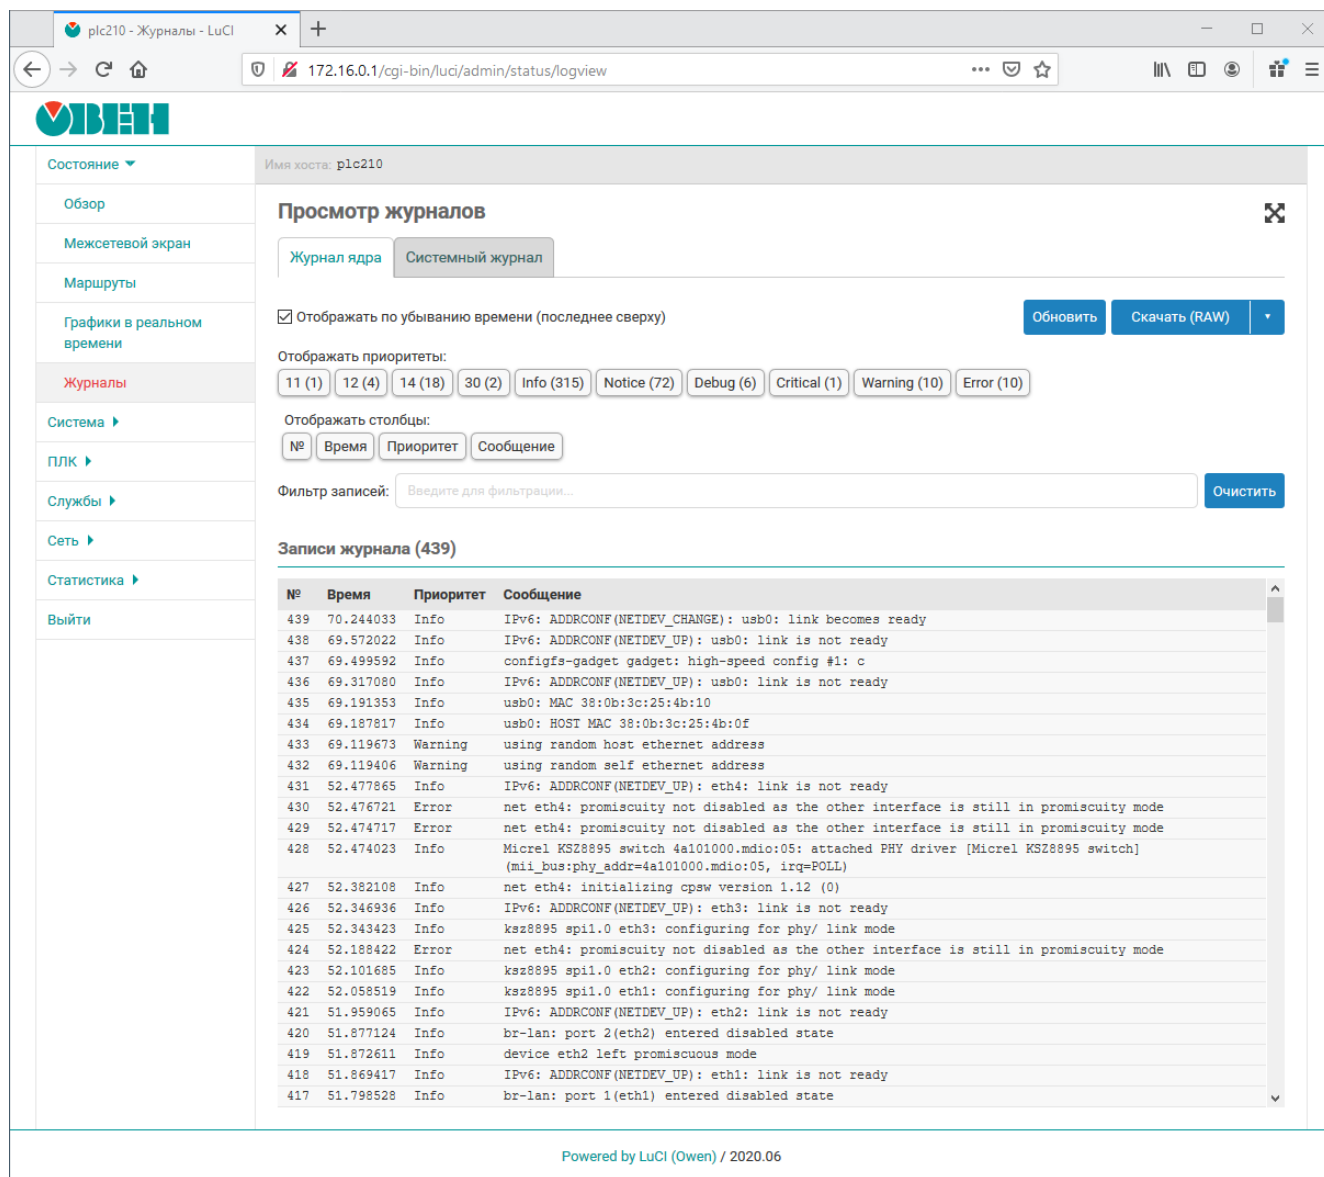 plc210 - Журналы - LuCI
172.16.0.1/cgi-bin/luci/admin/status/logview
ОВЕН
Состояние
Имя хоста: plc210
Обзор
Межсетевой экран
Маршруты
Графики в реальном
времени
Журналы
Система
ПЛК
Службы
Сеть
Статистика
Выйти
Просмотр журналов
Журнал ядра Системный журнал
Отображать по убыванию времени (последнее сверху) Обновить Скачать (RAW)
Отображать приоритеты:
11 (1) 12 (4) 14 (18) 30 (2) Info (315) Notice (72) Debug (6) Critical (1) Warning (10) Error (10)
Отображать столбцы:
№ Время Приоритет Сообщение
Фильтр записей: Введите для фильтрации... Очистить
Записи журнала (439)
№ Время Приоритет Сообщение
439 70.244033 Info IPv6: ADDRCONF(NETDEV_CHANGE): usb0: link becomes ready
438 69.572022 Info IPv6: ADDRCONF(NETDEV_UP): usb0: link is not ready
437 69.499592 Info configfs-gadget gadget: high-speed config #1: c
436 69.317080 Info IPv6: ADDRCONF(NETDEV_UP): usb0: link is not ready
435 69.191353 Info usb0: MAC 38:0b:3c:25:4b:10
434 69.187817 Info usb0: HOST MAC 38:0b:3c:25:4b:0f
433 69.119673 Warning using random host ethernet address
432 69.119406 Warning using random self ethernet address
431 52.477865 Info IPv6: ADDRCONF(NETDEV_UP): eth4: link is not ready
430 52.476721 Error net eth4: promiscuity not disabled as the other interface is still in promiscuity mode
429 52.474717 Error net eth4: promiscuity not disabled as the other interface is still in promiscuity mode
428 52.474023 Info Micrel KSZ8895 switch 4a101000.mdio:05: attached PHY driver [Micrel KSZ8895 switch]
(mii_bus:phy_addr=4a101000.mdio:05, irq=POLL)
427 52.382108 Info net eth4: initializing cpsw version 1.12 (0)
426 52.346936 Info IPv6: ADDRCONF(NETDEV_UP): eth3: link is not ready
425 52.343423 Info ksz8895 spi1.0 eth3: configuring for phy/ link mode
424 52.188422 Error net eth4: promiscuity not disabled as the other interface is still in promiscuity mode
423 52.101685 Info ksz8895 spi1.0 eth2: configuring for phy/ link mode
422 52.058519 Info ksz8895 spi1.0 eth1: configuring for phy/ link mode
421 51.959065 Info IPv6: ADDRCONF(NETDEV_UP): eth2: link is not ready
420 51.877124 Info br-lan: port 2(eth2) entered disabled state
419 51.872611 Info device eth2 left promiscuous mode
418 51.869417 Info IPv6: ADDRCONF(NETDEV_UP): eth1: link is not ready
417 51.798528 Info br-lan: port 1(eth1) entered disabled state
Powered by LuCI (Owen) / 2020.06